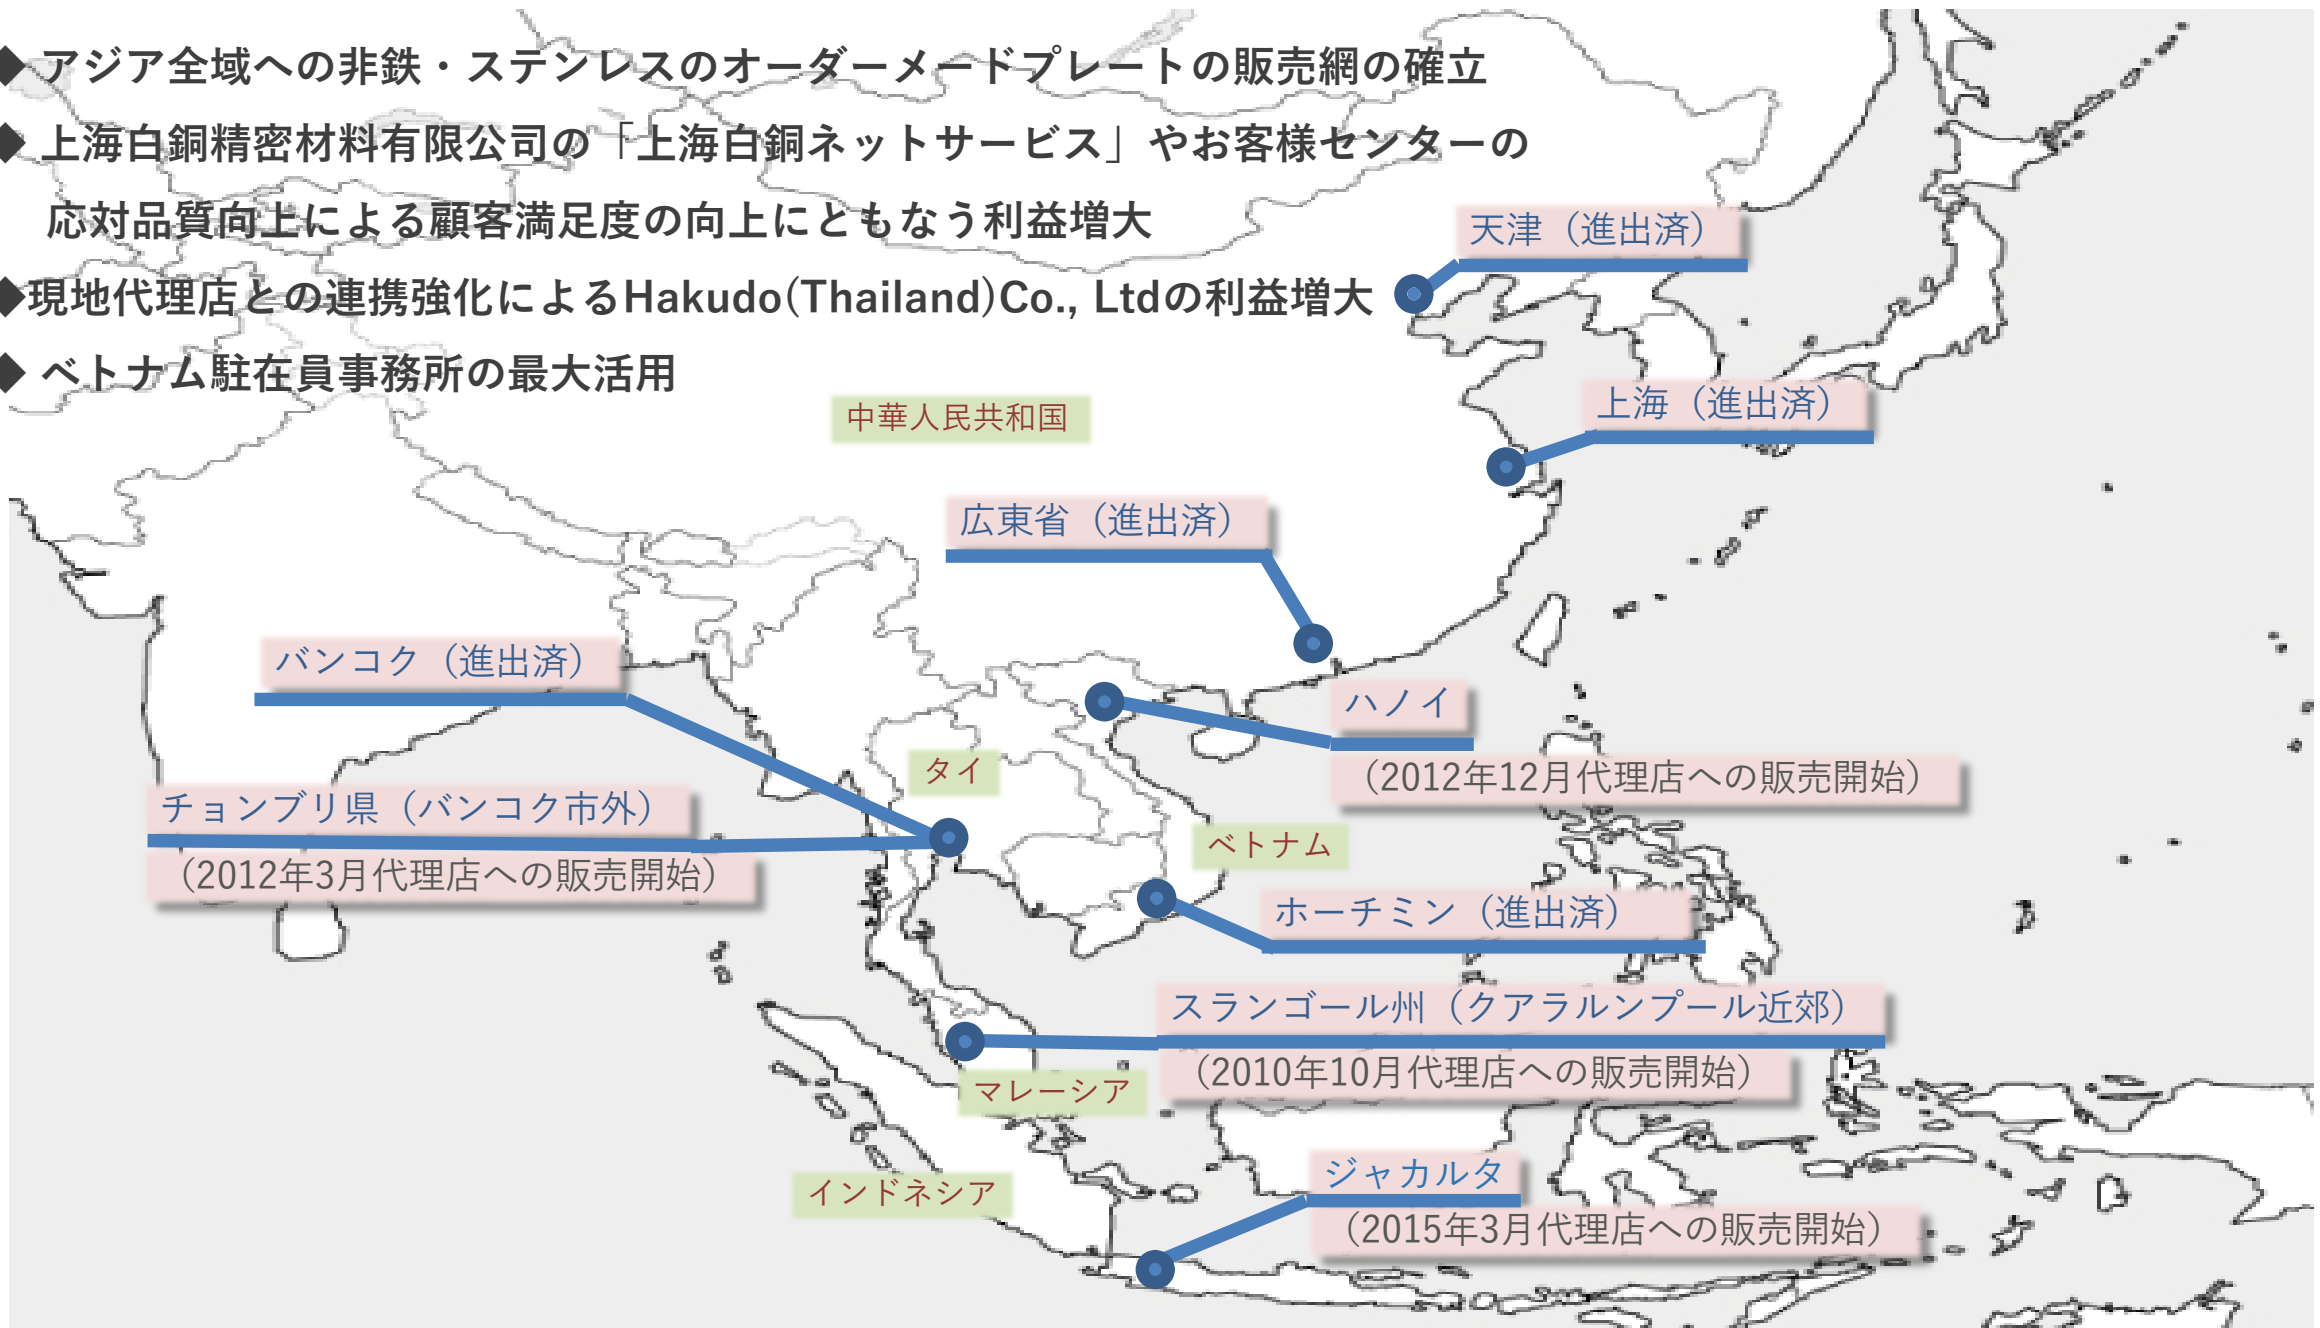 ◆ アジア全域への非鉄・ステンレスのオーダーメードプレートの販売網の確立
◆ 上海白銅精密材料有限公司の「上海白銅ネットサービス」やお客様センターの
応対品質向上による顧客満足度の向上にともなう利益増大
◆現地代理店との連携強化によるHakudo(Thailand)Co., Ltdの利益増大
◆ ベトナム駐在員事務所の最大活用
天津（進出済）
上海（進出済）
中華人民共和国
広東省（進出済）
バンコク（進出済）
ハノイ
（2012年12月代理店への販売開始）
タイ
チョンブリ県（バンコク市外）
（2012年3月代理店への販売開始）
ベトナム
ホーチミン（進出済）
スランゴール州（クアラルンプール近郊）
（2010年10月代理店への販売開始）
マレーシア
インドネシア
ジャカルタ
（2015年3月代理店への販売開始）